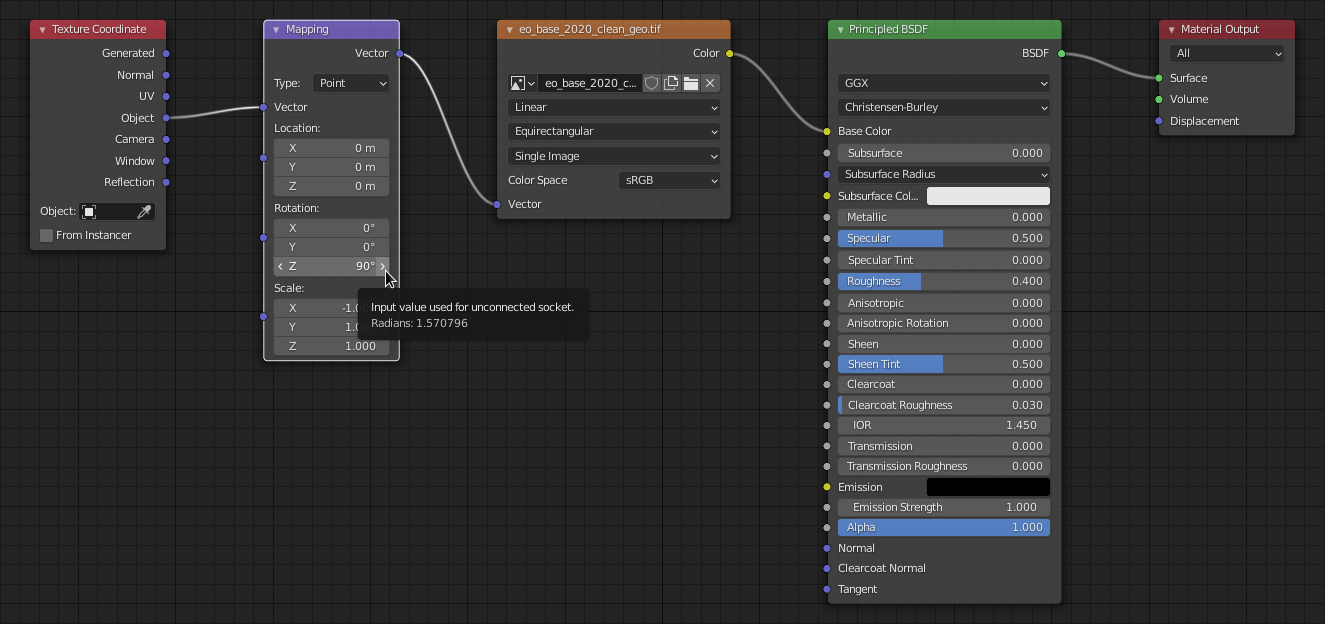 Texture Coordinate
Generated
Normal
UV
Object
Camera
Window
Reflection
Object:
From Instancer
Mapping
Vector
Type: Point
Vector
Location:
X 0 m
Y 0 m
Z 0 m
Rotation:
X 0°
Y 0°
Z 90°
Scale:
X -1.0
Y 1.0
Z 1.000
Input value used for unconnected socket.
Radians: 1.570796
eo_base_2020_clean_geo.tif
Color
eo_base_2020_c...
Linear
Equirectangular
Single Image
Color Space sRGB
Vector
Principled BSDF
BSDF
GGX
Christensen-Burley
Base Color
Subsurface 0.000
Subsurface Radius
Subsurface Col...
Metallic 0.000
Specular 0.500
Specular Tint 0.000
Roughness 0.400
Anisotropic 0.000
Anisotropic Rotation 0.000
Sheen 0.000
Sheen Tint 0.500
Clearcoat 0.000
Clearcoat Roughness 0.030
IOR 1.450
Transmission 0.000
Transmission Roughness 0.000
Emission
Emission Strength 1.000
Alpha 1.000
Normal
Clearcoat Normal
Tangent
Material Output
All
Surface
Volume
Displacement